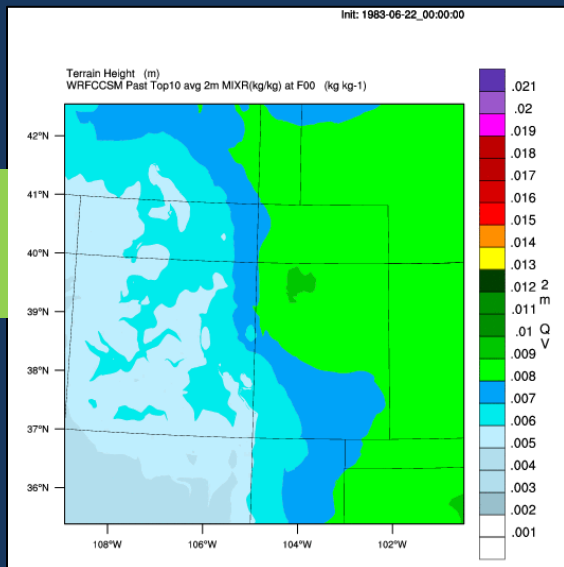 Init: 1983-06-22_00:00:00
Terrain Height (m)
WRFCCSM Past Top10 avg 2m MIXR(kg/kg) at F00 (kg kg-1)
42°N
41°N
40°N
39°N
38°N
37°N
36°N
108°W
106°W
104°W
102°W
.021
.02
.019
.018
.017
.016
.015
.014
.013
.012
.011
.01
.009
.008
.007
.006
.005
.004
.003
.002
.001
2
m
Q
V